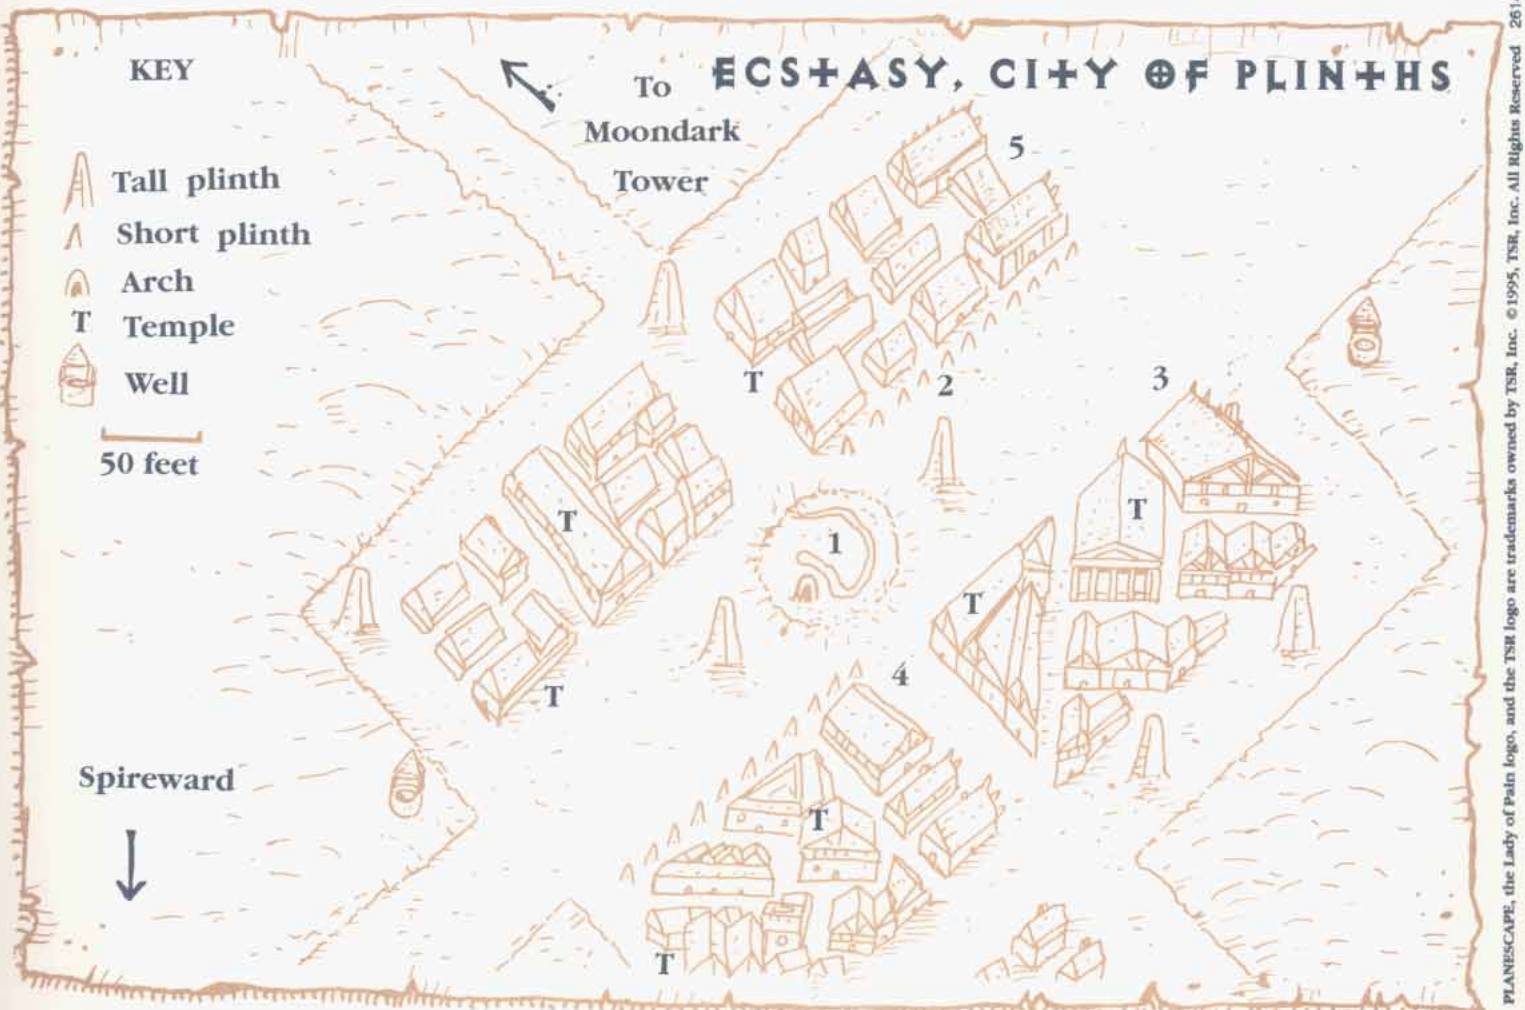 KEY
Tall plinth
Short plinth
Arch
T Temple
Well
50 feet
Spireward
To
Moondark
Tower
ECSTASY, CITY OF PLINTHS
5
T
2
3
T
T
1
T
T
4
T
T
PLANESCAPE, the Lady of Pain logo, and the TSR logo are trademarks owned by TSR, Inc. ©1995, TSR, Inc. All Rights Reserved